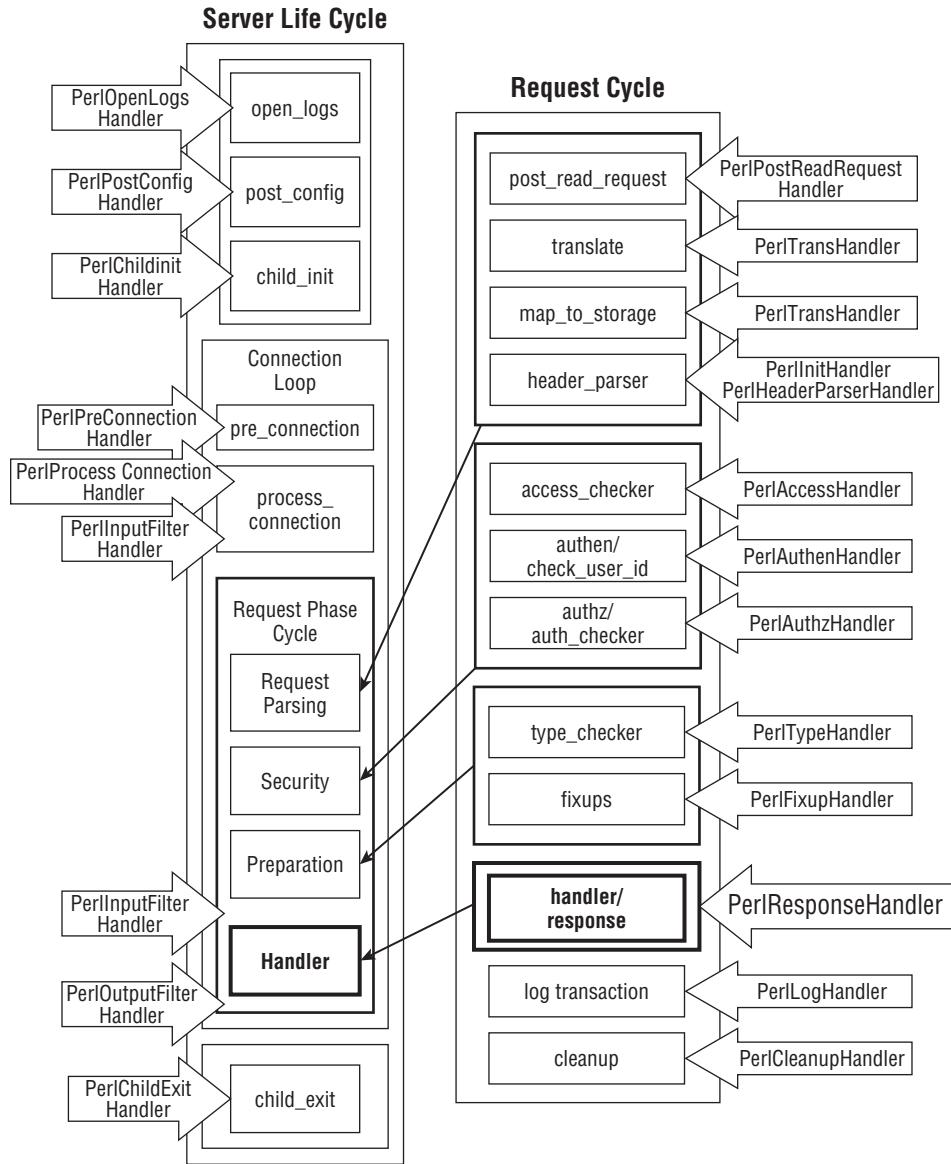 Server Life Cycle
PerlOpenLogs
Handler
open_logs
PerlPostConfig
Handler
post_config
PerlChildinit
Handler
child_init
Connection
Loop
PerlPreConnection
Handler
pre_connection
PerlProcess Connection
Handler
process_
connection
PerlInputFilter
Handler
Request Phase
Cycle
Request
Parsing
Security
Preparation
PerlInputFilter
Handler
Handler
PerlOutputFilter
Handler
PerlChildExit
Handler
child_exit
Request Cycle
post_read_request
PerlPostReadRequest
Handler
translate
PerlTransHandler
map_to_storage
PerlTransHandler
header_parser
PerlInitHandler
PerlHeaderParserHandler
access_checker
PerlAccessHandler
authen/
check_user_id
PerlAuthenHandler
authz/
auth_checker
PerlAuthzHandler
type_checker
PerlTypeHandler
fixups
PerlFixupHandler
handler/
response
PerlResponseHandler
log transaction
PerlLogHandler
cleanup
PerlCleanupHandler